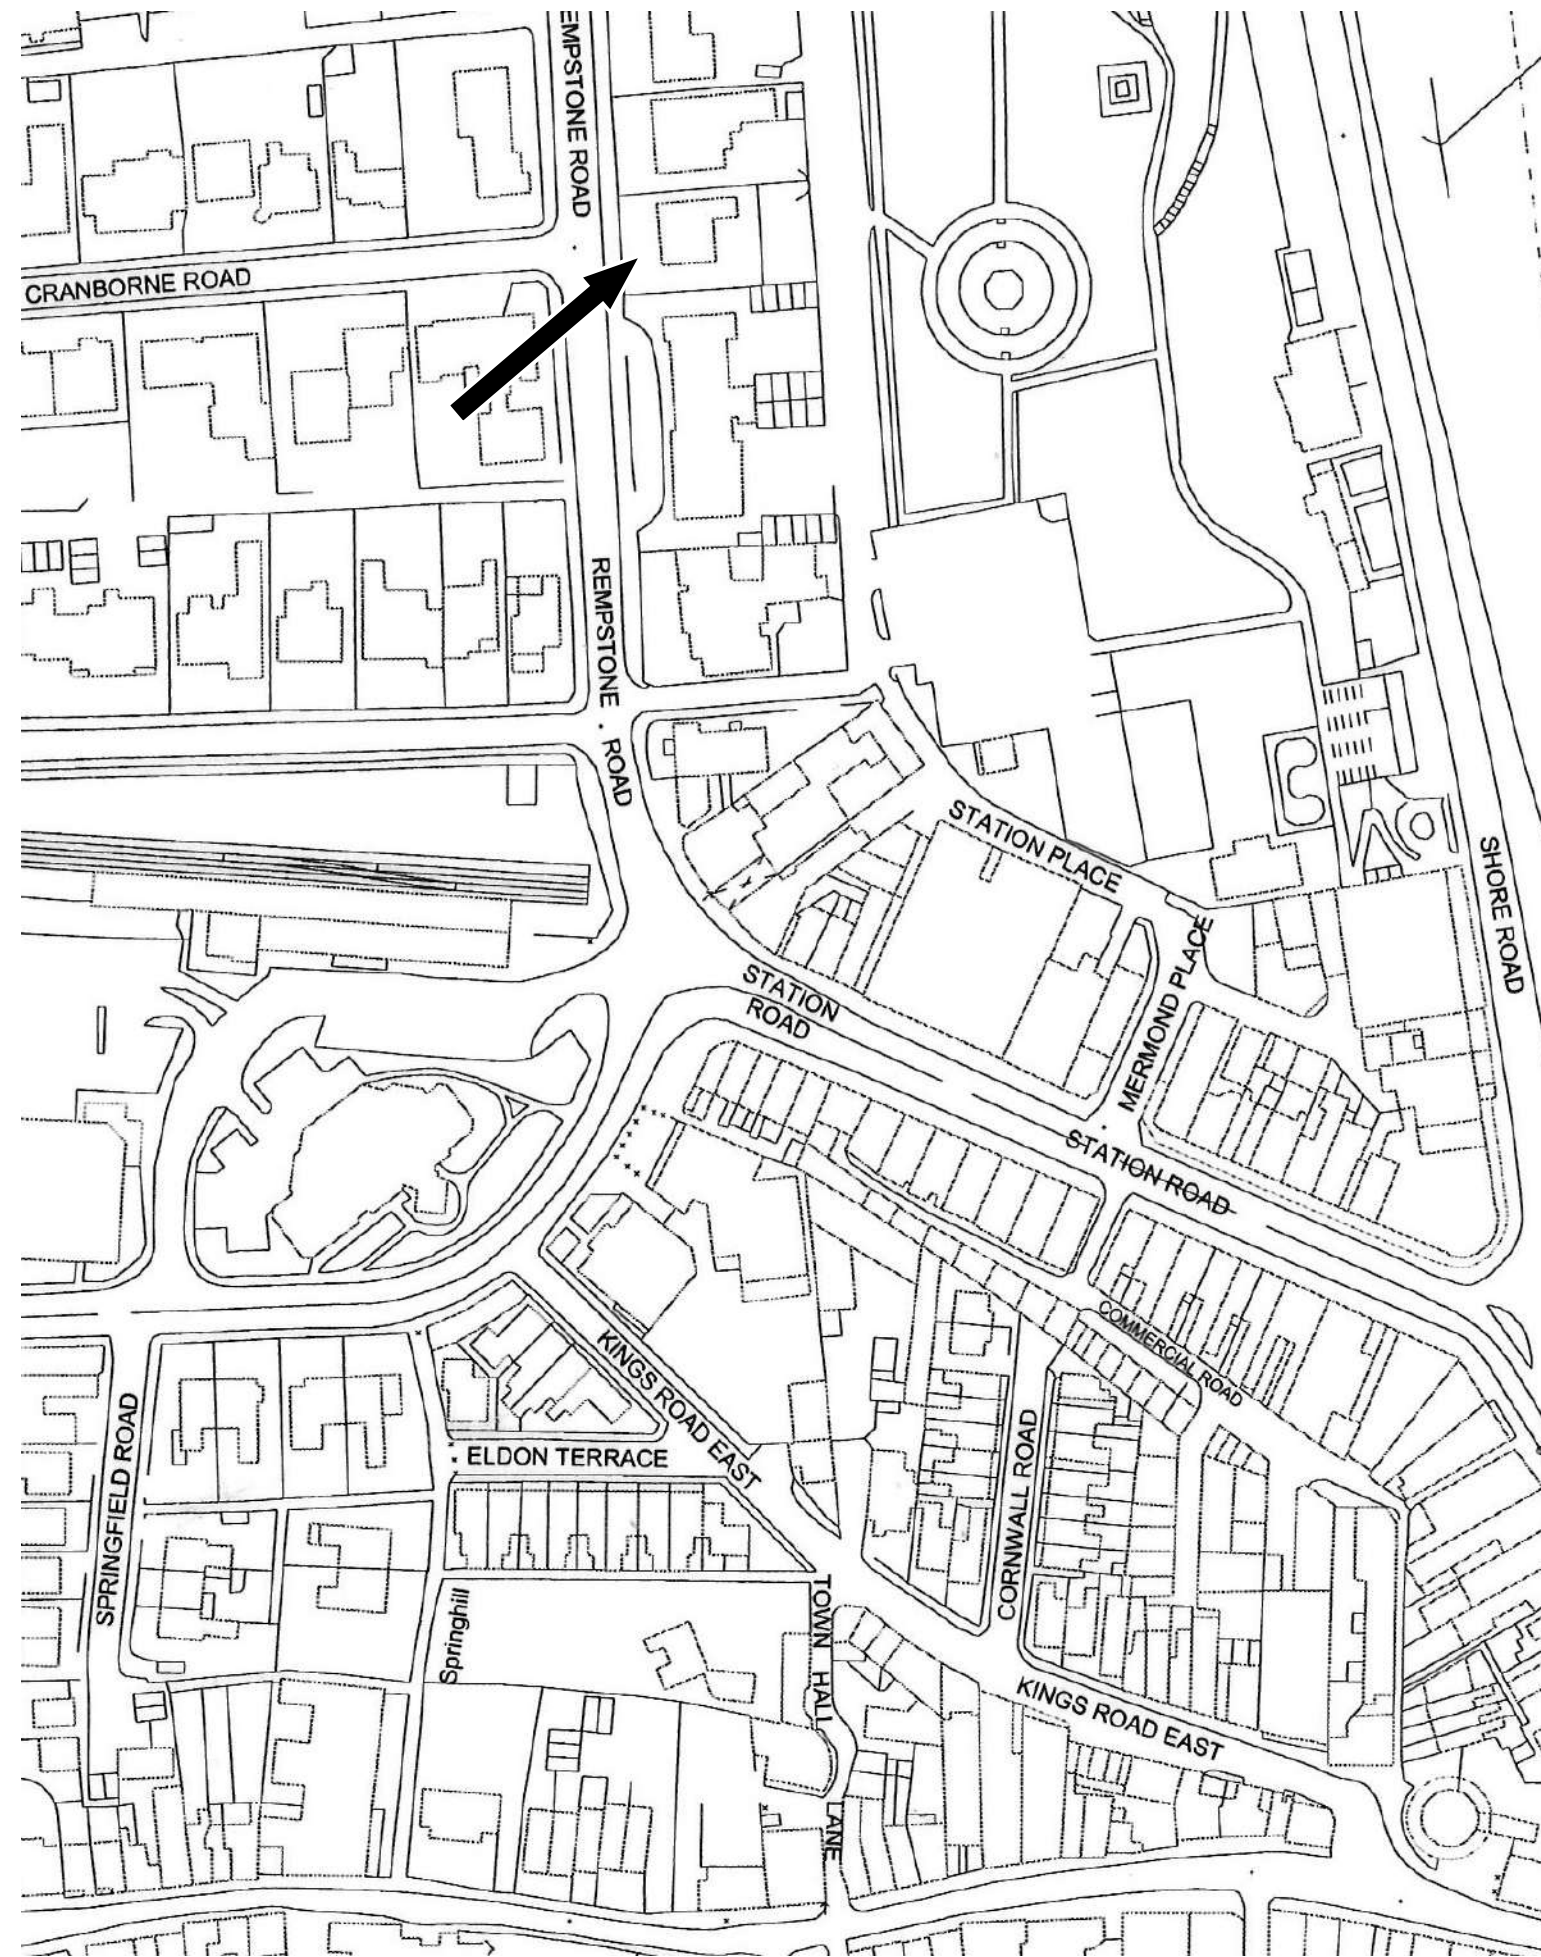 EMPSTONE ROAD
CRANBORNE ROAD
REMPSTONE ROAD
STATION PLACE
SHORE ROAD
MERMOND PLACE
STATION
ROAD
STATION ROAD
COMMERCIAL ROAD
KINGS ROAD EAST
SPRINGFIELD ROAD
ELDON TERRACE
CORNWALL ROAD
Springhill
TOWN HALL LANE
KINGS ROAD EAST